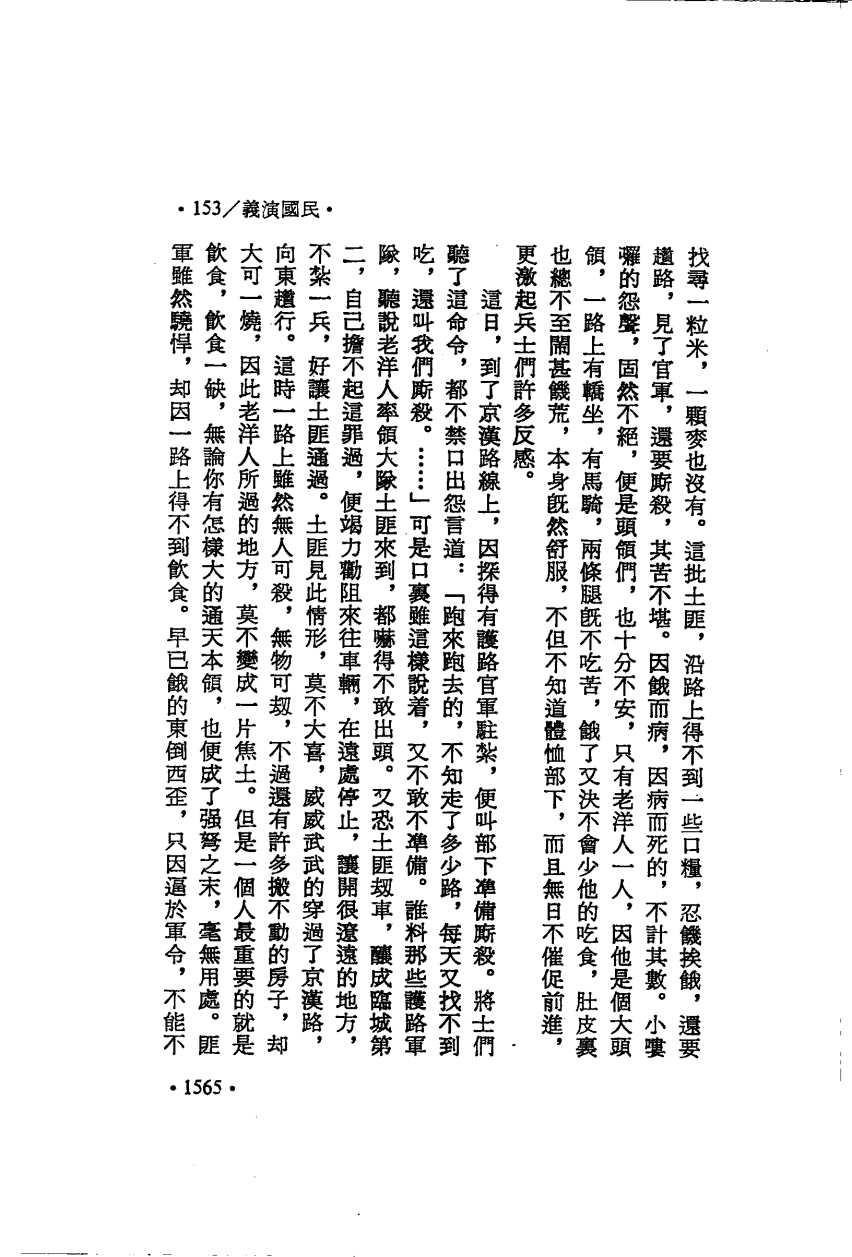 ·153／義演國民·
找尋一粒米，一顆麥也沒有。這批土匪，沿路上得不到一些口糧，忍饑挨餓，還要
趲路，見了官軍，還要廝殺，其苦不堪。因餓而病，因病而死的，不計其數。小嘍
囉的怨聲，固然不絕，便是頭領們，也十分不安，只有老洋人一人，因他是個大頭
領，一路上有轎坐，有馬騎，兩條腿旣不吃苦，餓了又決不會少他的吃食，肚皮裏
也總不至鬧甚饑荒，本身旣然舒服，不但不知道體恤部下，而且無日不催促前進，
更激起兵士們許多反感。
這日，到了京漢路線上，因探得有護路官軍駐紮，便叫部下準備廝殺。將士們
聽了這命令，都不禁口出怨言道：「跑來跑去的，不知走了多少路，每天又找不到
吃，還叫我們廝殺。……」可是口裏雖這樣說着，又不敢不準備。誰料那些護路軍
隊，聽說老洋人率領大隊土匪來到，都嚇得不敢出頭。又恐土匪刼車，釀成臨城第
二，自己擔不起這罪過，便竭力勸阻來往車輛，在遠處停止，讓開很遼遠的地方，
不紮一兵，好讓土匪通過。土匪見此情形，莫不大喜，威威武武的穿過了京漢路，
向東趲行。這時一路上雖然無人可殺，無物可刼，不過還有許多搬不動的房子，却
大可一燒，因此老洋人所過的地方，莫不變成一片焦土。但是一個人最重要的就是
飲食，飲食一缺，無論你有怎樣大的通天本領，也便成了强弩之末，毫無用處。匪
軍雖然驍悍，却因一路上得不到飲食。早已餓的東倒西歪，只因逼於軍令，不能不
·1565·